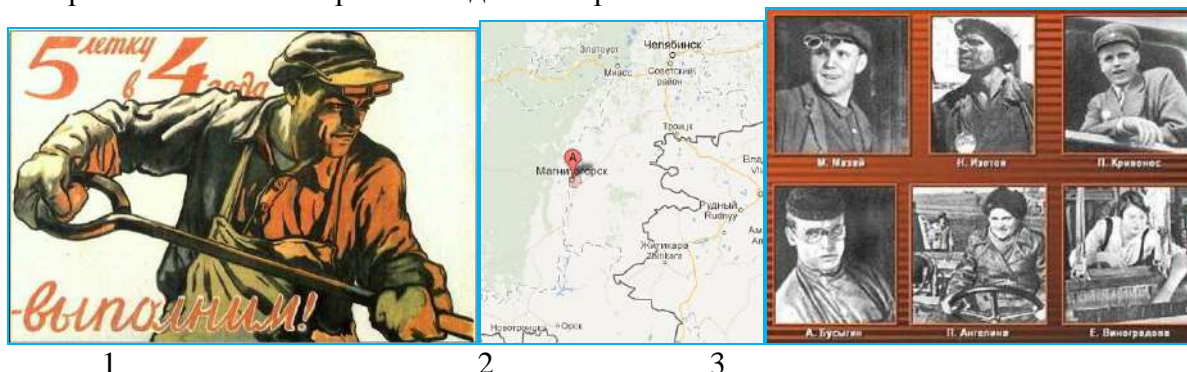 5 летку
в 4 года
-выполним!
Златоуст
Челябинск
Миасс
Советский
район
Троицк
A
Магнитогорск
Рудный
Rudnyy
Житикара
Zhitikara
Новотроицк
Орск
М. Мазай
Н. Изотов
П. Кривонос
А. Бусыгин
П. Ангелина
Е. Виноградова
1
2
3